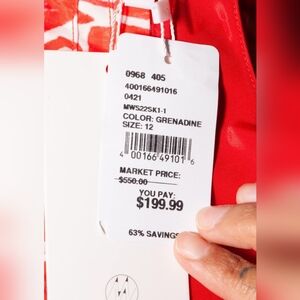 0968 405
400166491016
0421
MWS22SK1-1
COLOR: GRENADINE
SIZE: 12
4 00166 49101 6
MARKET PRICE:
$550.00
YOU PAY:
$199.99
63% SAVINGS